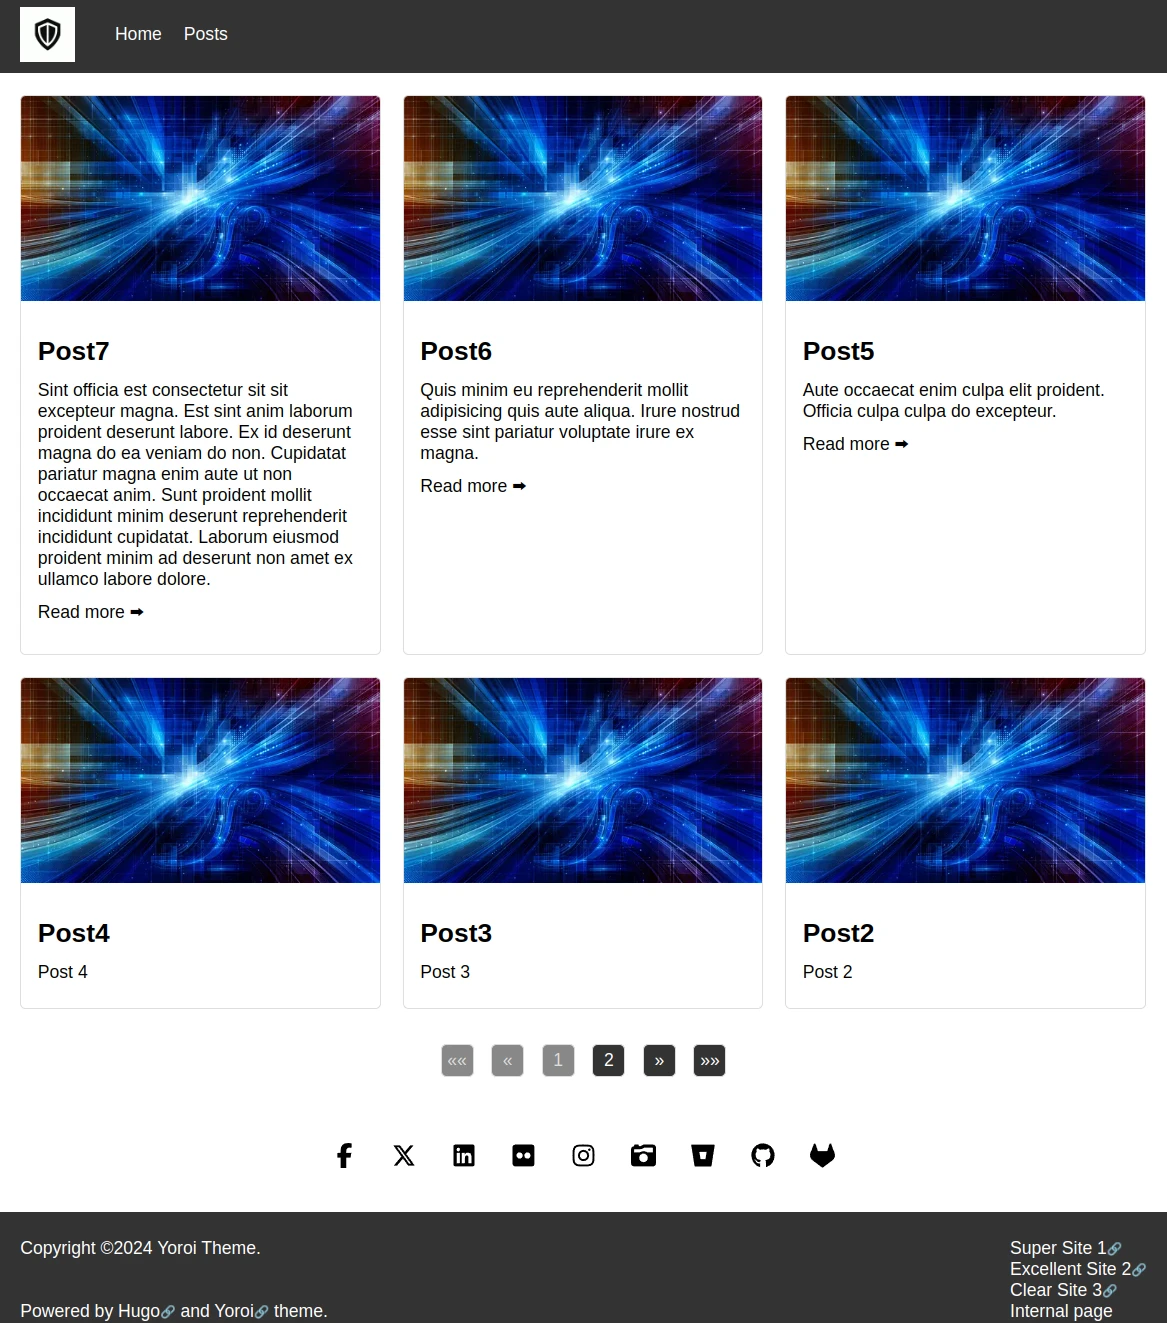 Home Posts
Post7
Sint officia est consectetur sit sit
excepteur magna. Est sint anim laborum
proident deserunt labore. Ex id deserunt
magna do ea veniam do non. Cupidatat
pariatur magna enim aute ut non
occaecat anim. Sunt proident mollit
incididunt minim deserunt reprehenderit
incididunt cupidatat. Laborum eiusmod
proident minim ad deserunt non amet ex
ullamco labore dolore.
Read more ➡
Post6
Quis minim eu reprehenderit mollit
adipisicing quis aute aliqua. Irure nostrud
esse sint pariatur voluptate irure ex
magna.
Read more ➡
Post5
Aute occaecat enim culpa elit proident.
Officia culpa culpa do excepteur.
Read more ➡
Post4
Post 4
Post3
Post 3
Post2
Post 2
«« « 1 2 » »»
Copyright ©2024 Yoroi Theme.
Powered by Hugo🔗 and Yoroi🔗 theme.
Super Site 1🔗
Excellent Site 2🔗
Clear Site 3🔗
Internal page